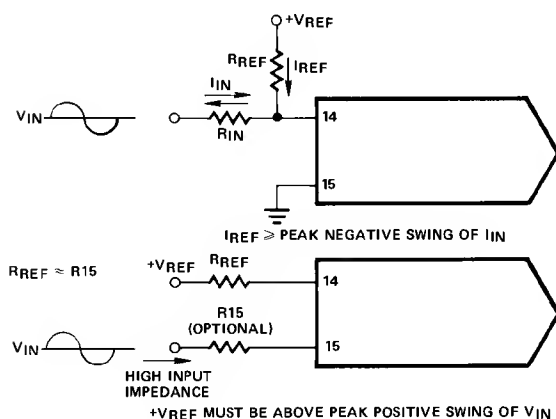 +VREF
RREF
IREF
IIN
VIN
RIN
14
15
IREF ≥ PEAK NEGATIVE SWING OF IIN
RREF ≈ R15
+VREF
RREF
14
R15
(OPTIONAL)
15
VIN
HIGH INPUT
IMPEDANCE
+VREF MUST BE ABOVE PEAK POSITIVE SWING OF VIN